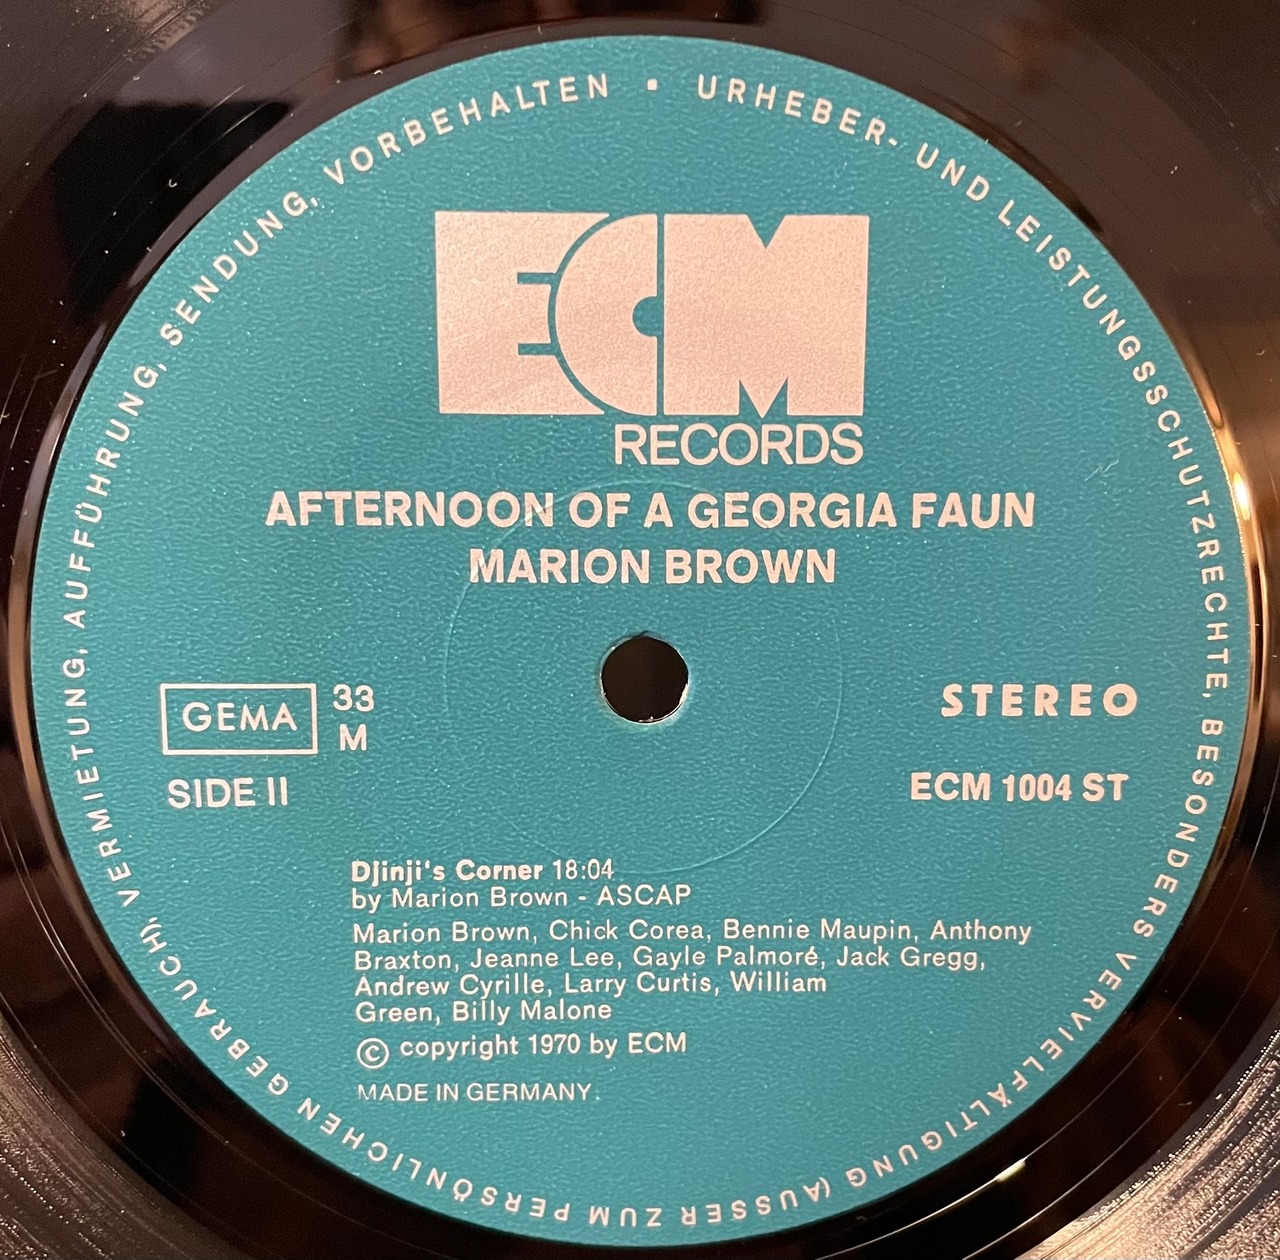 URHEBER- UND LEISTUNGSSCHUTZRECHTE, BESONDERS VERVIELFÄLTIGUNG (AUSSER ZUM PERSÖNLICHEN GEBRAUCH), VERMIETUNG, AUFFÜHRUNG, SENDUNG, VORBEHALTEN •
ECM
RECORDS
AFTERNOON OF A GEORGIA FAUN
MARION BROWN
GEMA 33
M
STEREO
SIDE II
ECM 1004 ST
Djinji's Corner 18:04
by Marion Brown - ASCAP
Marion Brown, Chick Corea, Bennie Maupin, Anthony
Braxton, Jeanne Lee, Gayle Palmoré, Jack Gregg,
Andrew Cyrille, Larry Curtis, William
Green, Billy Malone
© copyright 1970 by ECM
MADE IN GERMANY.